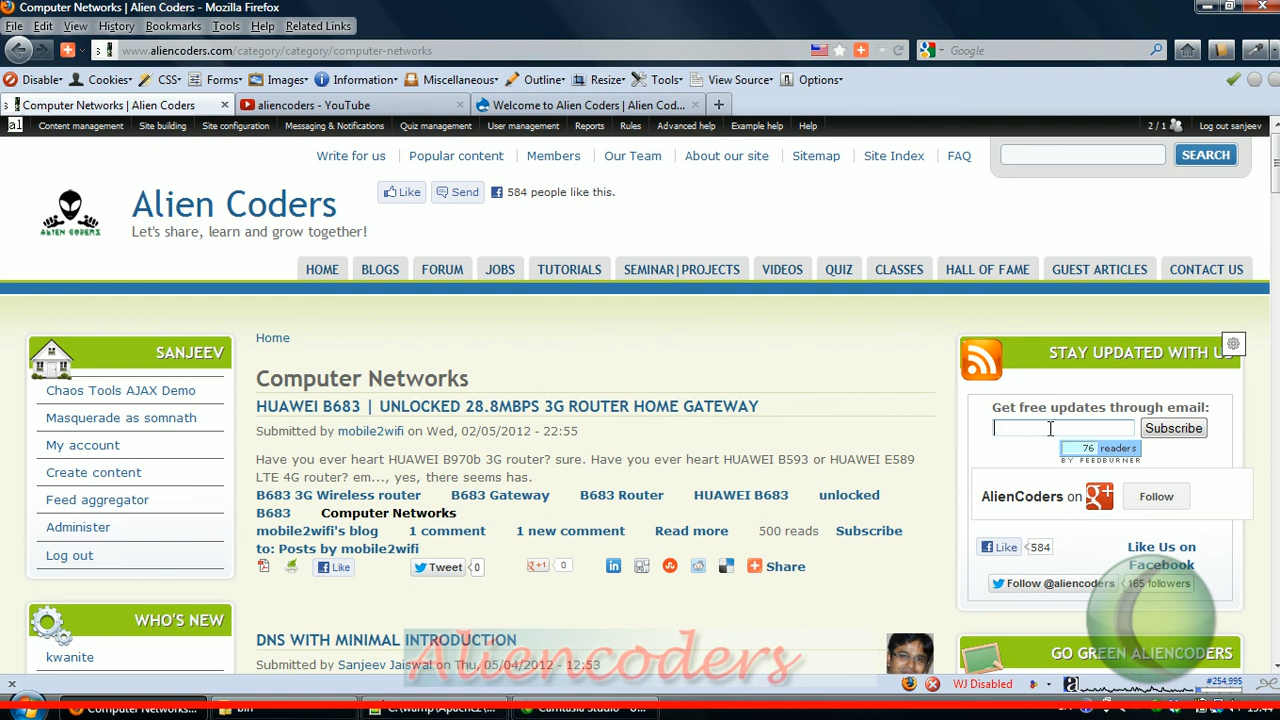 Computer Networks | Alien Coders - Mozilla Firefox
File Edit View History Bookmarks Tools Help Related Links
www.aliencoders.com/category/category/computer-networks Google
Disable Cookies CSS Forms Images Information Miscellaneous Outline Resize Tools View Source Options
Computer Networks | Alien Coders aliencoders - YouTube Welcome to Alien Coders | Alien Cod...
al Content management Site building Site configuration Messaging & Notifications Quiz management User management Reports Rules Advanced help Example help Help 2 / 1 Log out sanjeev
Write for us Popular content Members Our Team About our site Sitemap Site Index FAQ SEARCH
Like Send 584 people like this.
Alien Coders
ALIEN CODERS
Let's share, learn and grow together!
HOME BLOGS FORUM JOBS TUTORIALS SEMINAR|PROJECTS VIDEOS QUIZ CLASSES HALL OF FAME GUEST ARTICLES CONTACT US
SANJEEV
Chaos Tools AJAX Demo
Masquerade as somnath
My account
Create content
Feed aggregator
Administer
Log out
WHO'S NEW
kwanite
Home
Computer Networks
HUAWEI B683 | UNLOCKED 28.8MBPS 3G ROUTER HOME GATEWAY
Submitted by mobile2wifi on Wed, 02/05/2012 - 22:55
Have you ever heart HUAWEI B970b 3G router? sure. Have you ever heart HUAWEI B593 or HUAWEI E589
LTE 4G router? em..., yes, there seems has.
B683 3G Wireless router B683 Gateway B683 Router HUAWEI B683 unlocked
B683 Computer Networks
mobile2wifi's blog 1 comment 1 new comment Read more 500 reads Subscribe
to: Posts by mobile2wifi
Like Tweet 0 +1 0 Share
DNS WITH MINIMAL INTRODUCTION
Submitted by Sanjeev Jaiswal on Thu, 05/04/2012 - 12:53
Aliencoders
STAY UPDATED WITH US
Get free updates through email:
Subscribe
76 readers
BY FEEDBURNER
AlienCoders on g+ Follow
Like 584 Like Us on
Facebook
Follow @aliencoders 165 followers
GO GREEN ALIENCODERS
WJ Disabled #254,995
Computer Networks... bin C:\wamp\Apache2\ Camtasia Studio - U...